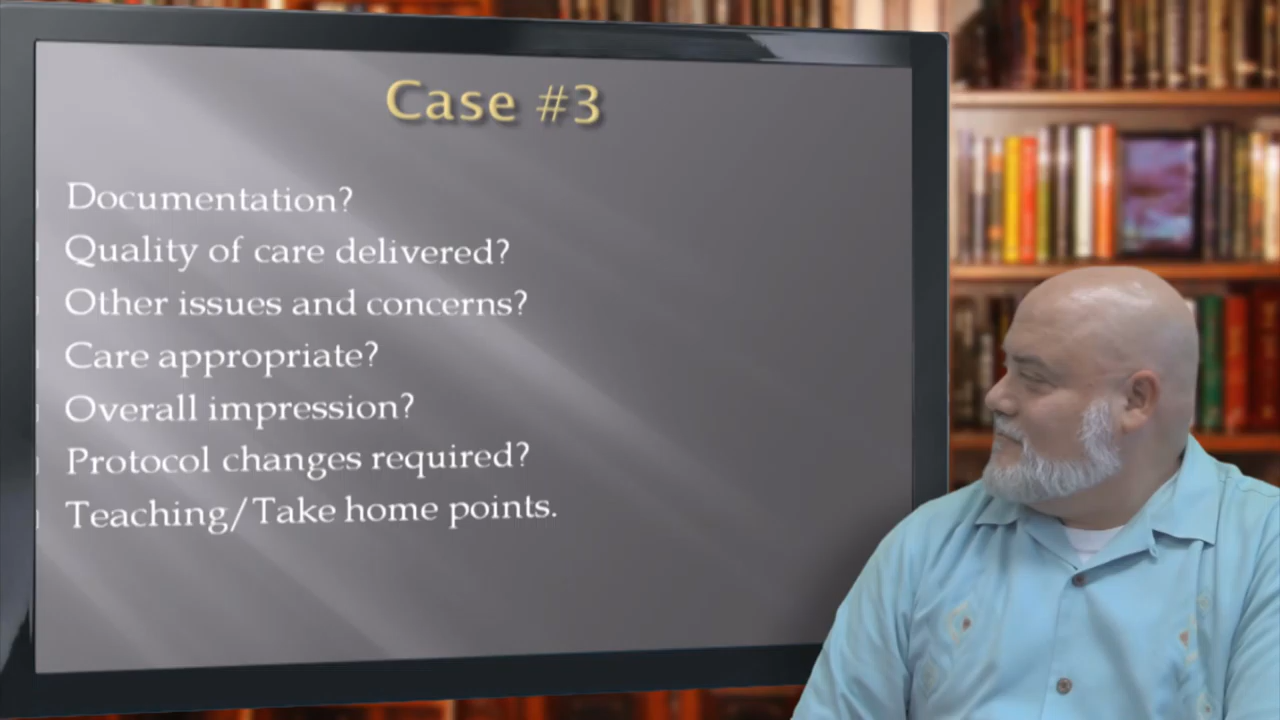 Case #3
Documentation?
Quality of care delivered?
Other issues and concerns?
Care appropriate?
Overall impression?
Protocol changes required?
Teaching/Take home points.